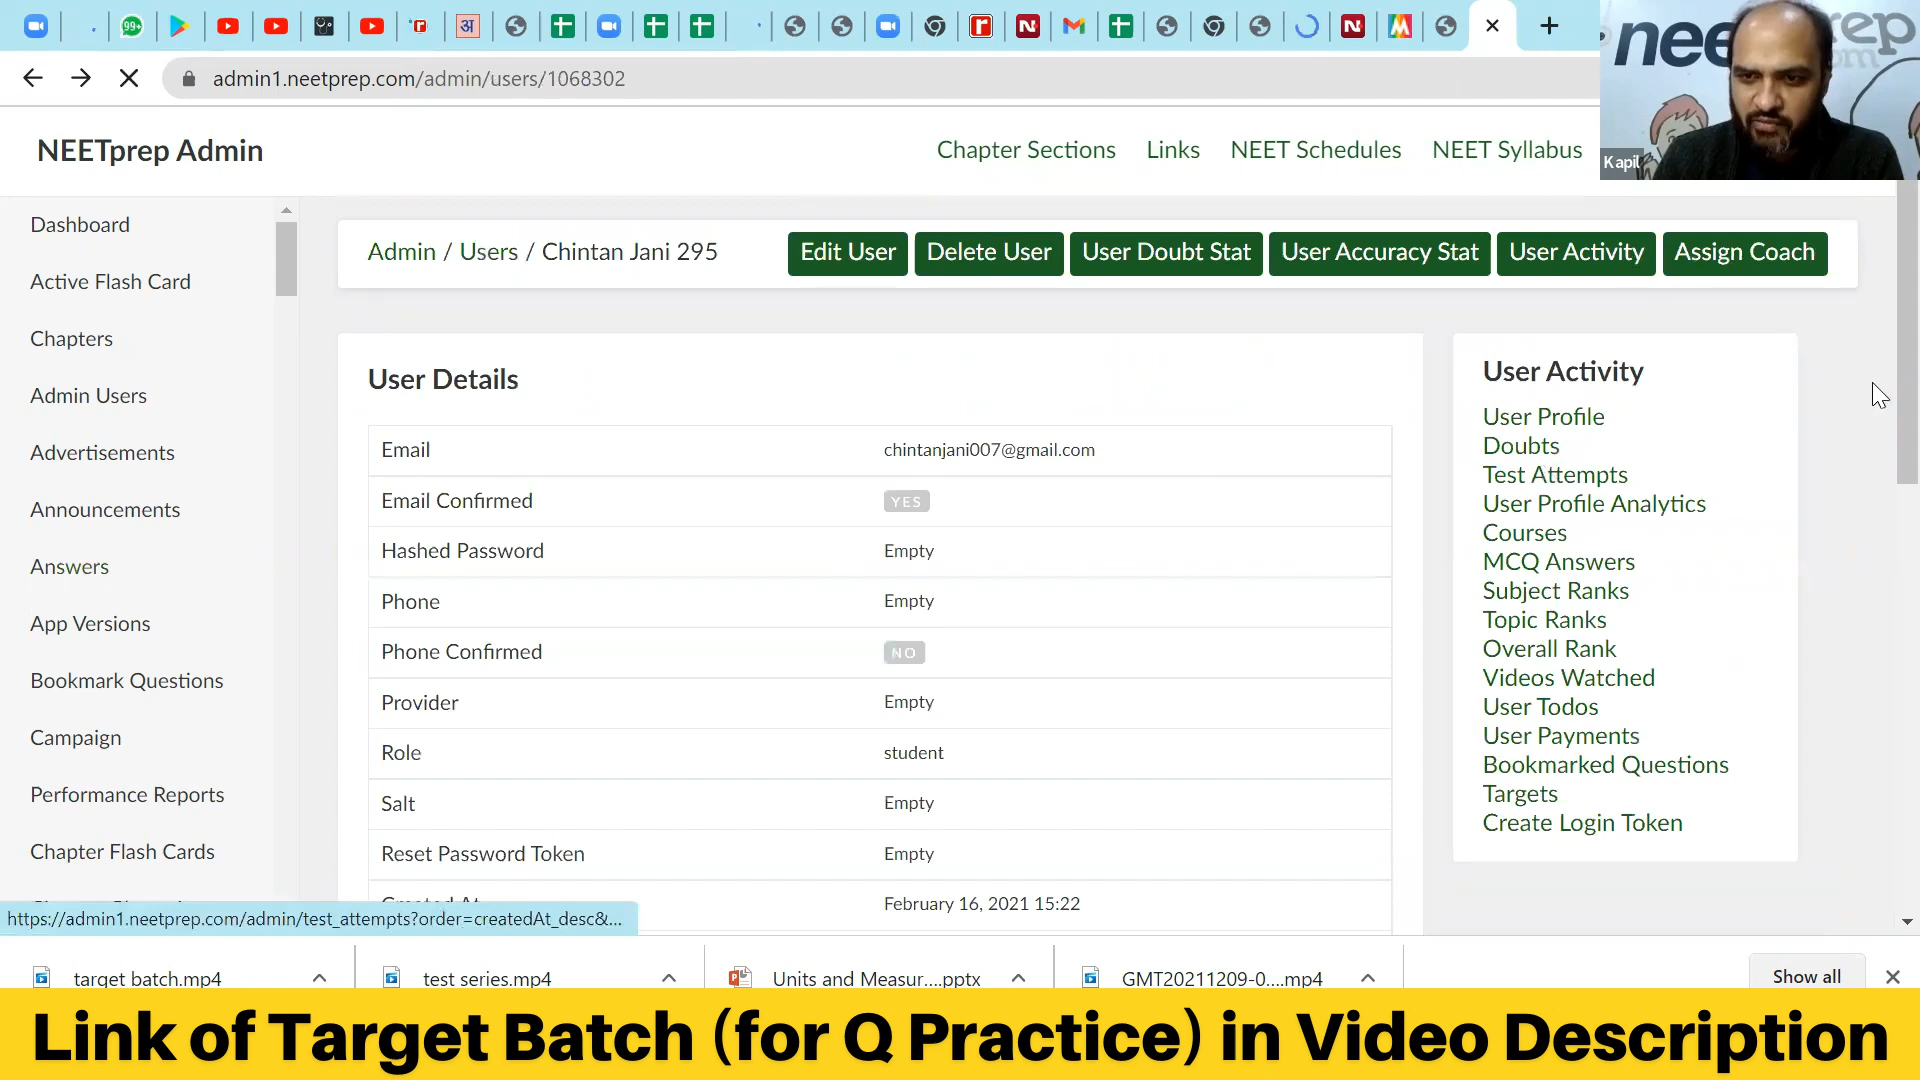 99+
admin1.neetprep.com/admin/users/1068302
nee
prep
Kapil
NEETprep Admin
Chapter Sections
Links
NEET Schedules
NEET Syllabus
Dashboard
Active Flash Card
Chapters
Admin Users
Advertisements
Announcements
Answers
App Versions
Bookmark Questions
Campaign
Performance Reports
Chapter Flash Cards
Admin / Users / Chintan Jani 295
Edit User
Delete User
User Doubt Stat
User Accuracy Stat
User Activity
Assign Coach
User Details
Email chintanjani007@gmail.com
Email Confirmed YES
Hashed Password Empty
Phone Empty
Phone Confirmed NO
Provider Empty
Role student
Salt Empty
Reset Password Token Empty
Created At February 16, 2021 15:22
User Activity
User Profile
Doubts
Test Attempts
User Profile Analytics
Courses
MCQ Answers
Subject Ranks
Topic Ranks
Overall Rank
Videos Watched
User Todos
User Payments
Bookmarked Questions
Targets
Create Login Token
https://admin1.neetprep.com/admin/test_attempts?order=createdAt_desc&...
target batch.mp4
test series.mp4
Units and Measur....pptx
GMT20211209-0....mp4
Show all
Link of Target Batch (for Q Practice) in Video Description